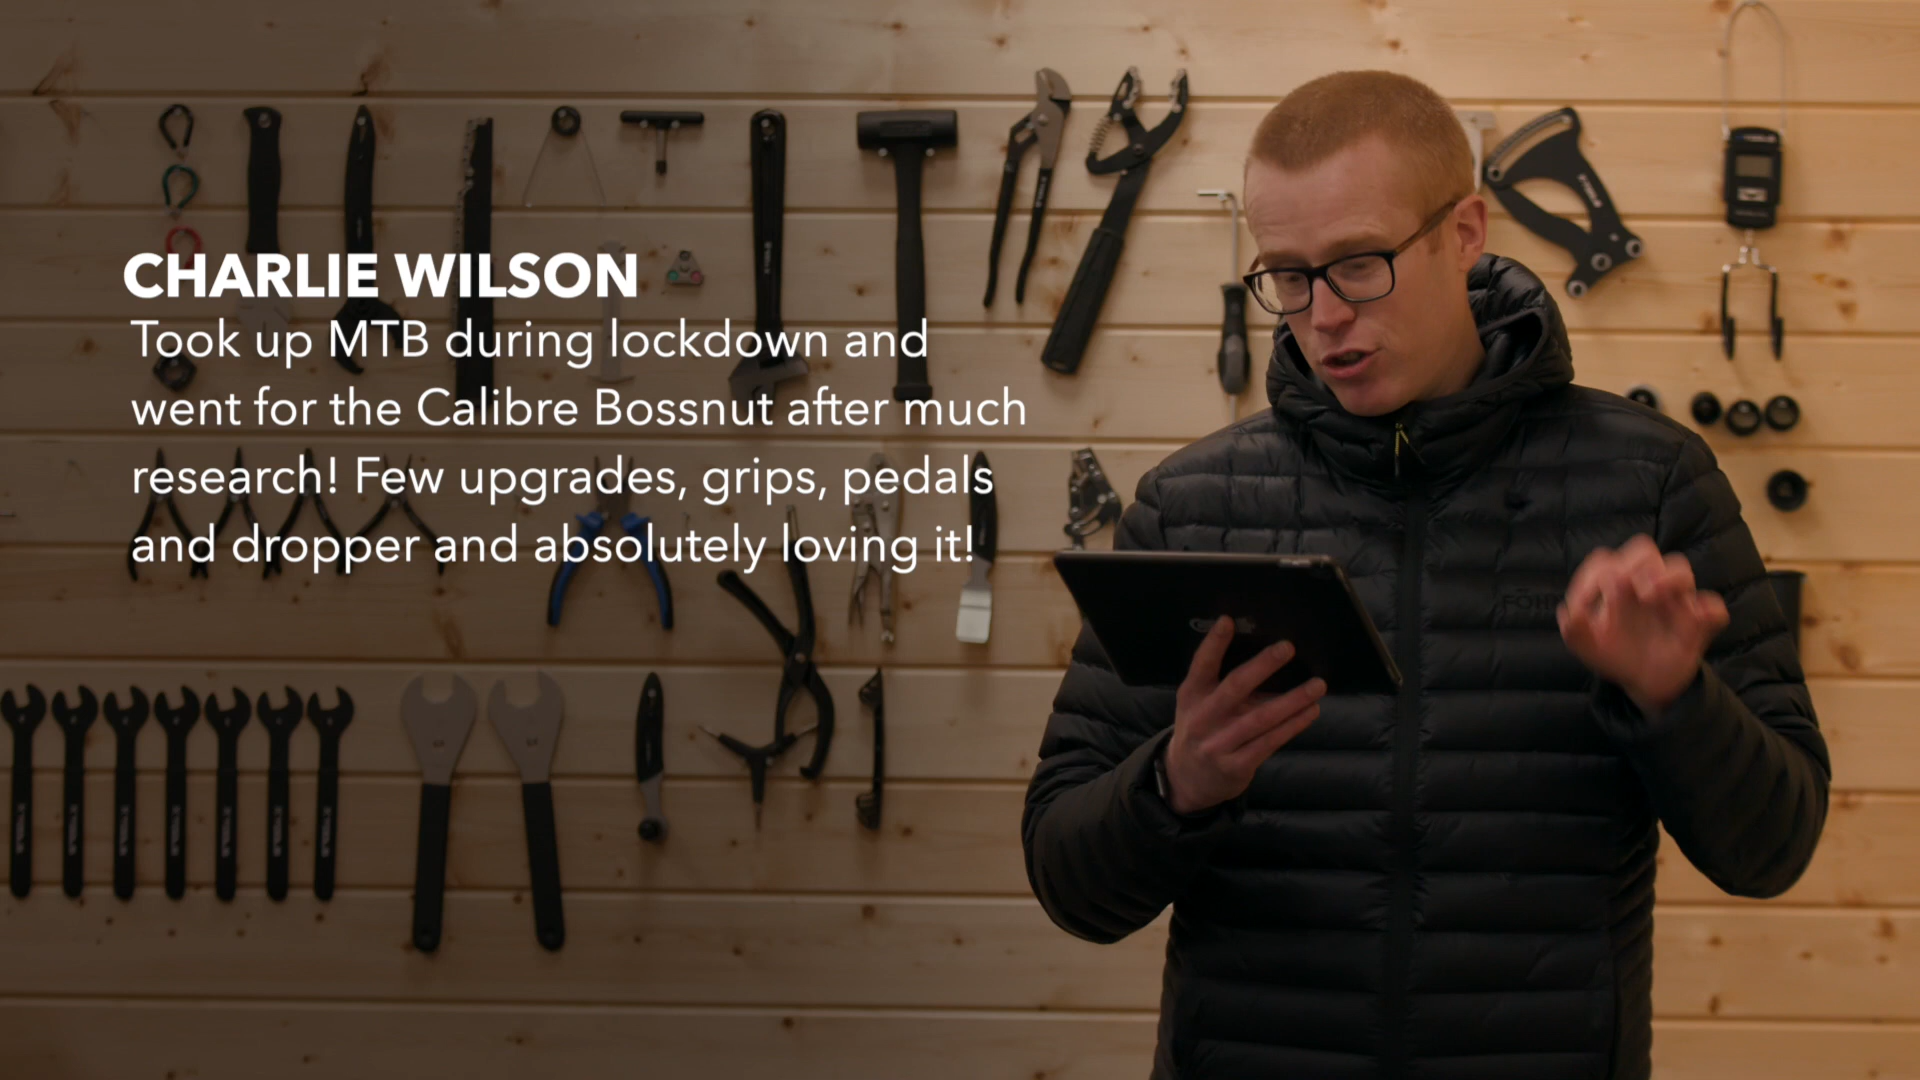 CHARLIE WILSON
Took up MTB during lockdown and
went for the Calibre Bossnut after much
research! Few upgrades, grips, pedals
and dropper and absolutely loving it!